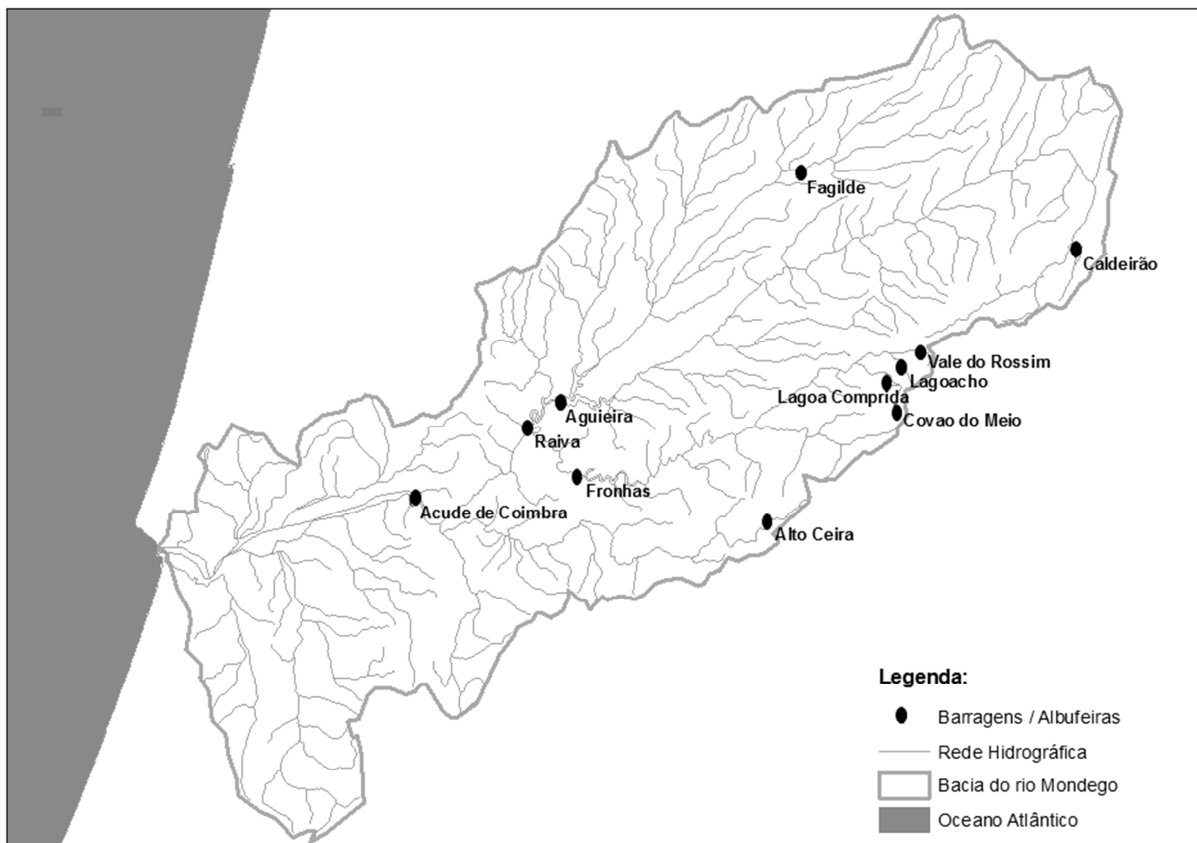 Fagilde
Caldeirão
Vale do Rossim
Lagoacho
Lagoa Comprida
Covao do Meio
Aguieira
Raiva
Fronhas
Acude de Coimbra
Alto Ceira
Legenda:
Barragens / Albufeiras
Rede Hidrográfica
Bacia do rio Mondego
Oceano Atlântico